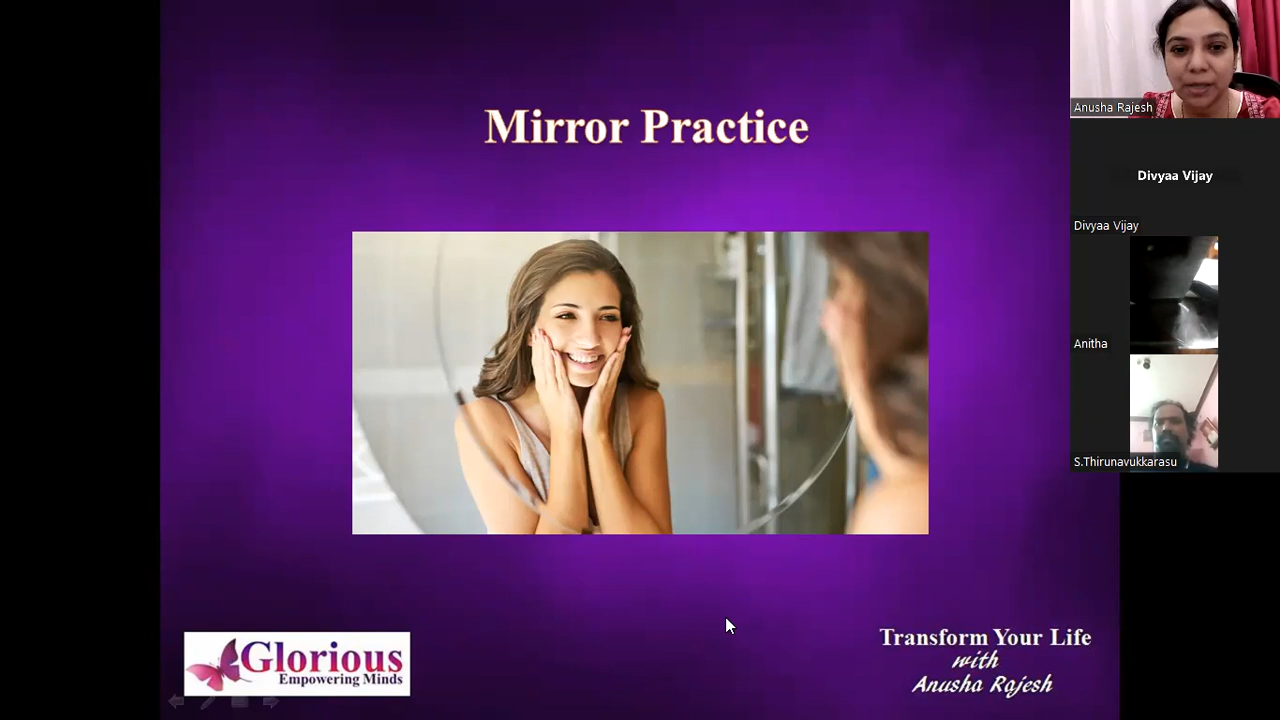 Mirror Practice
Glorious
Empowering Minds
Transform Your Life
with
Anusha Rajesh
Anusha Rajesh
Divyaa Vijay
Divyaa Vijay
Anitha
S.Thirunavukkarasu